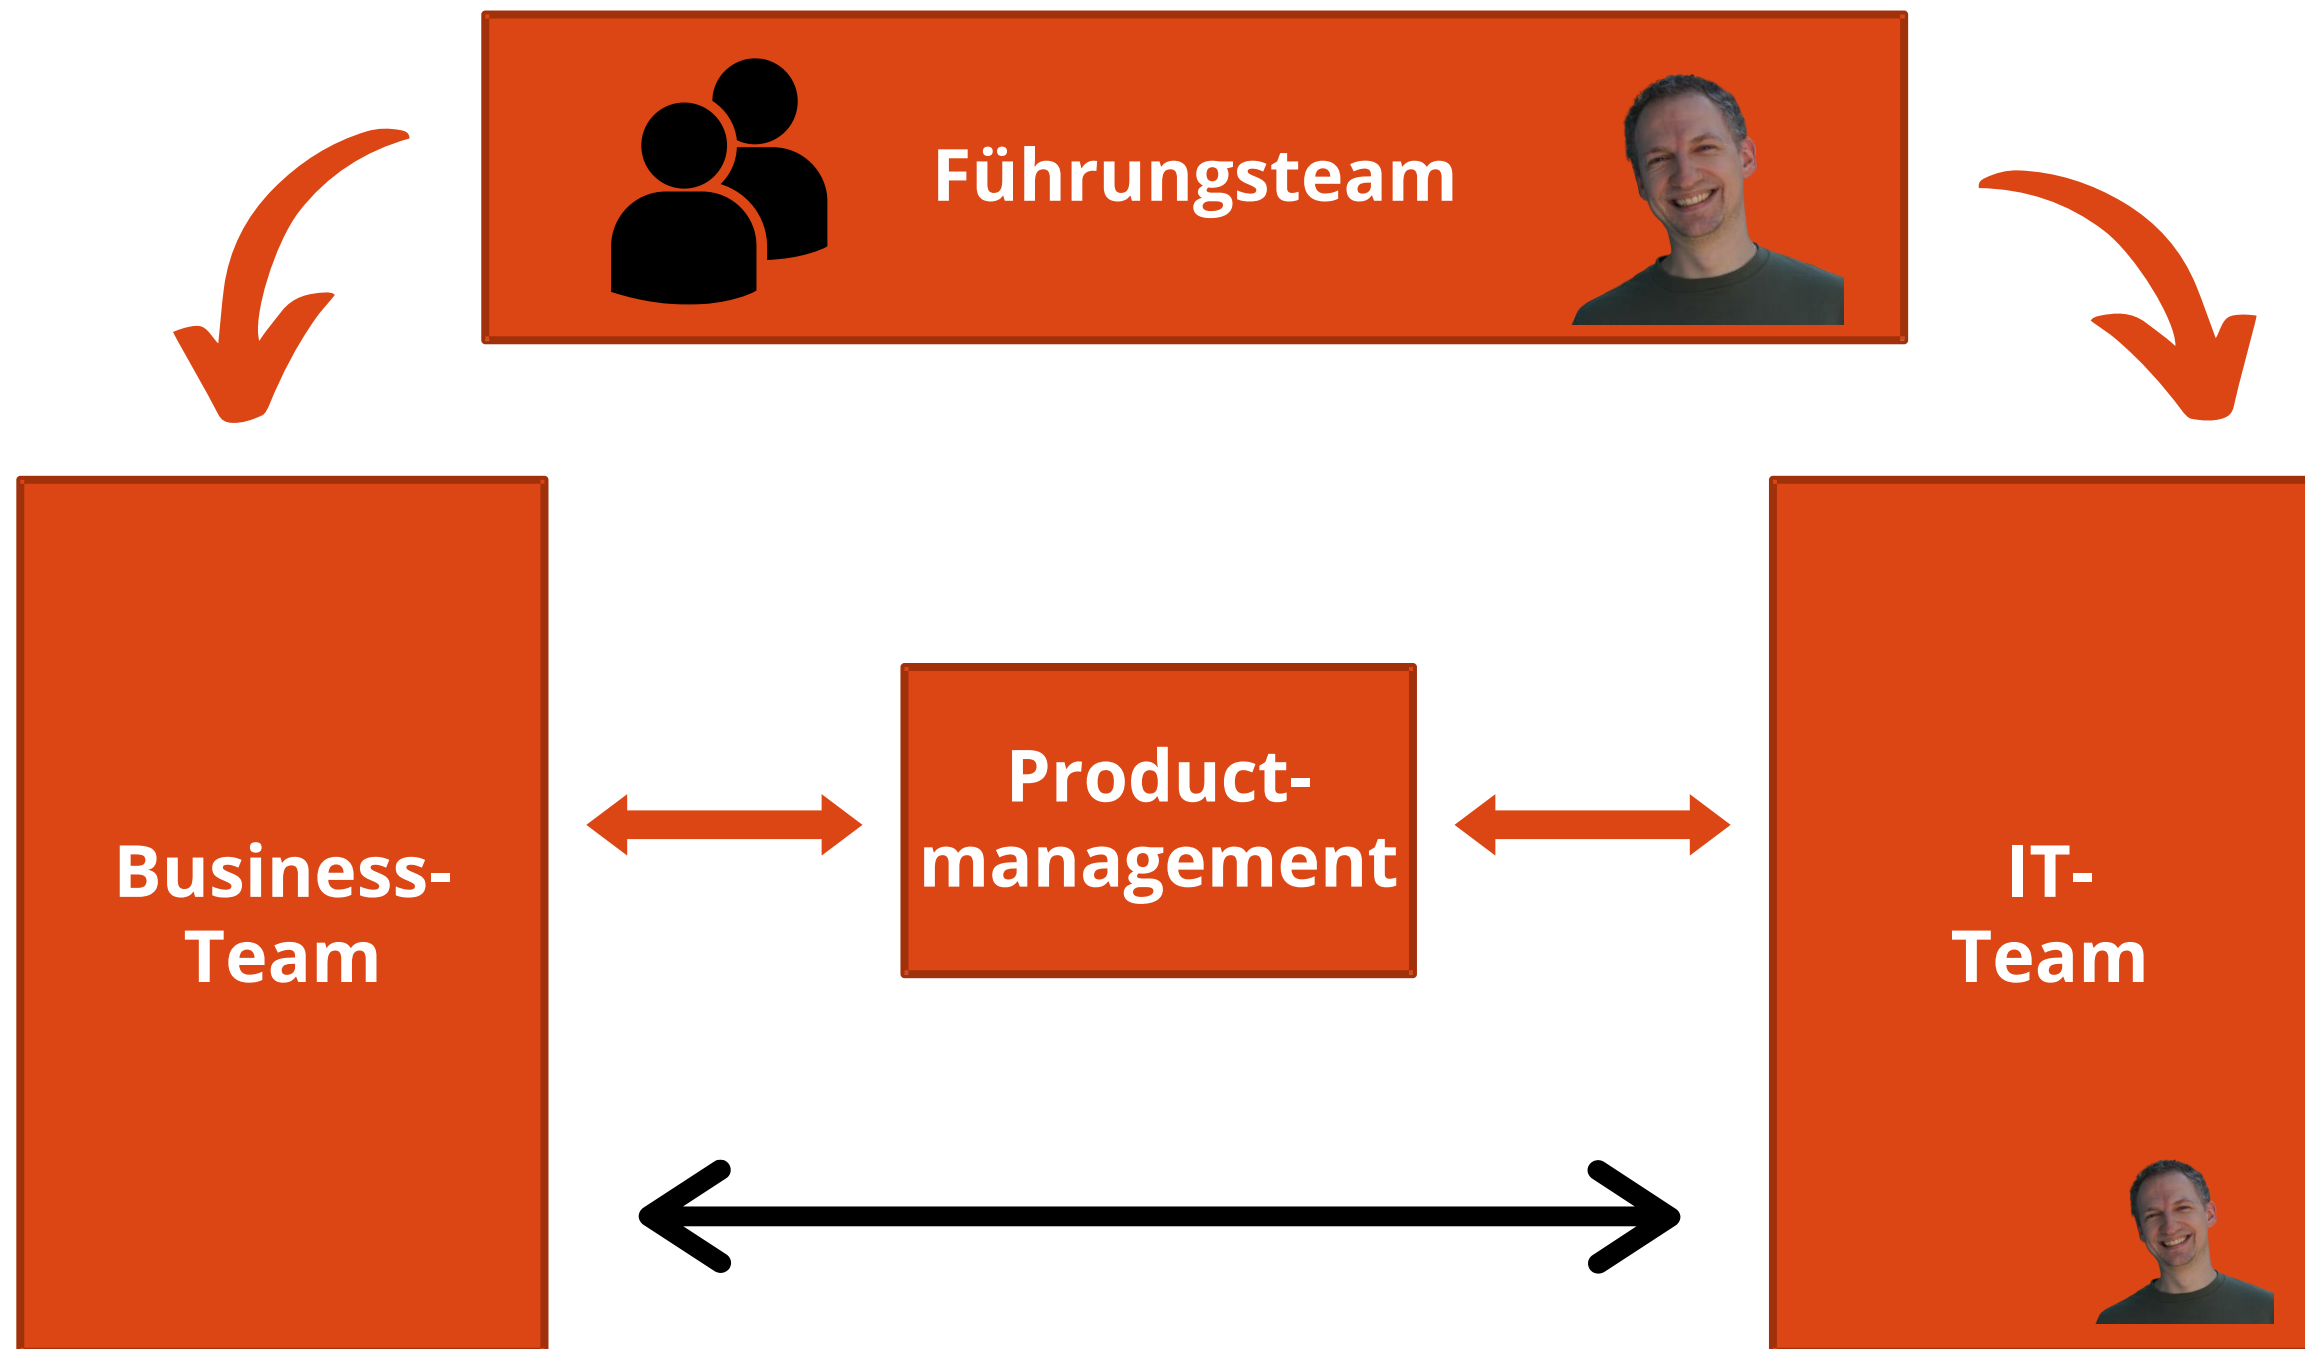 Führungsteam
Product-
management
Business-
Team
IT-
Team